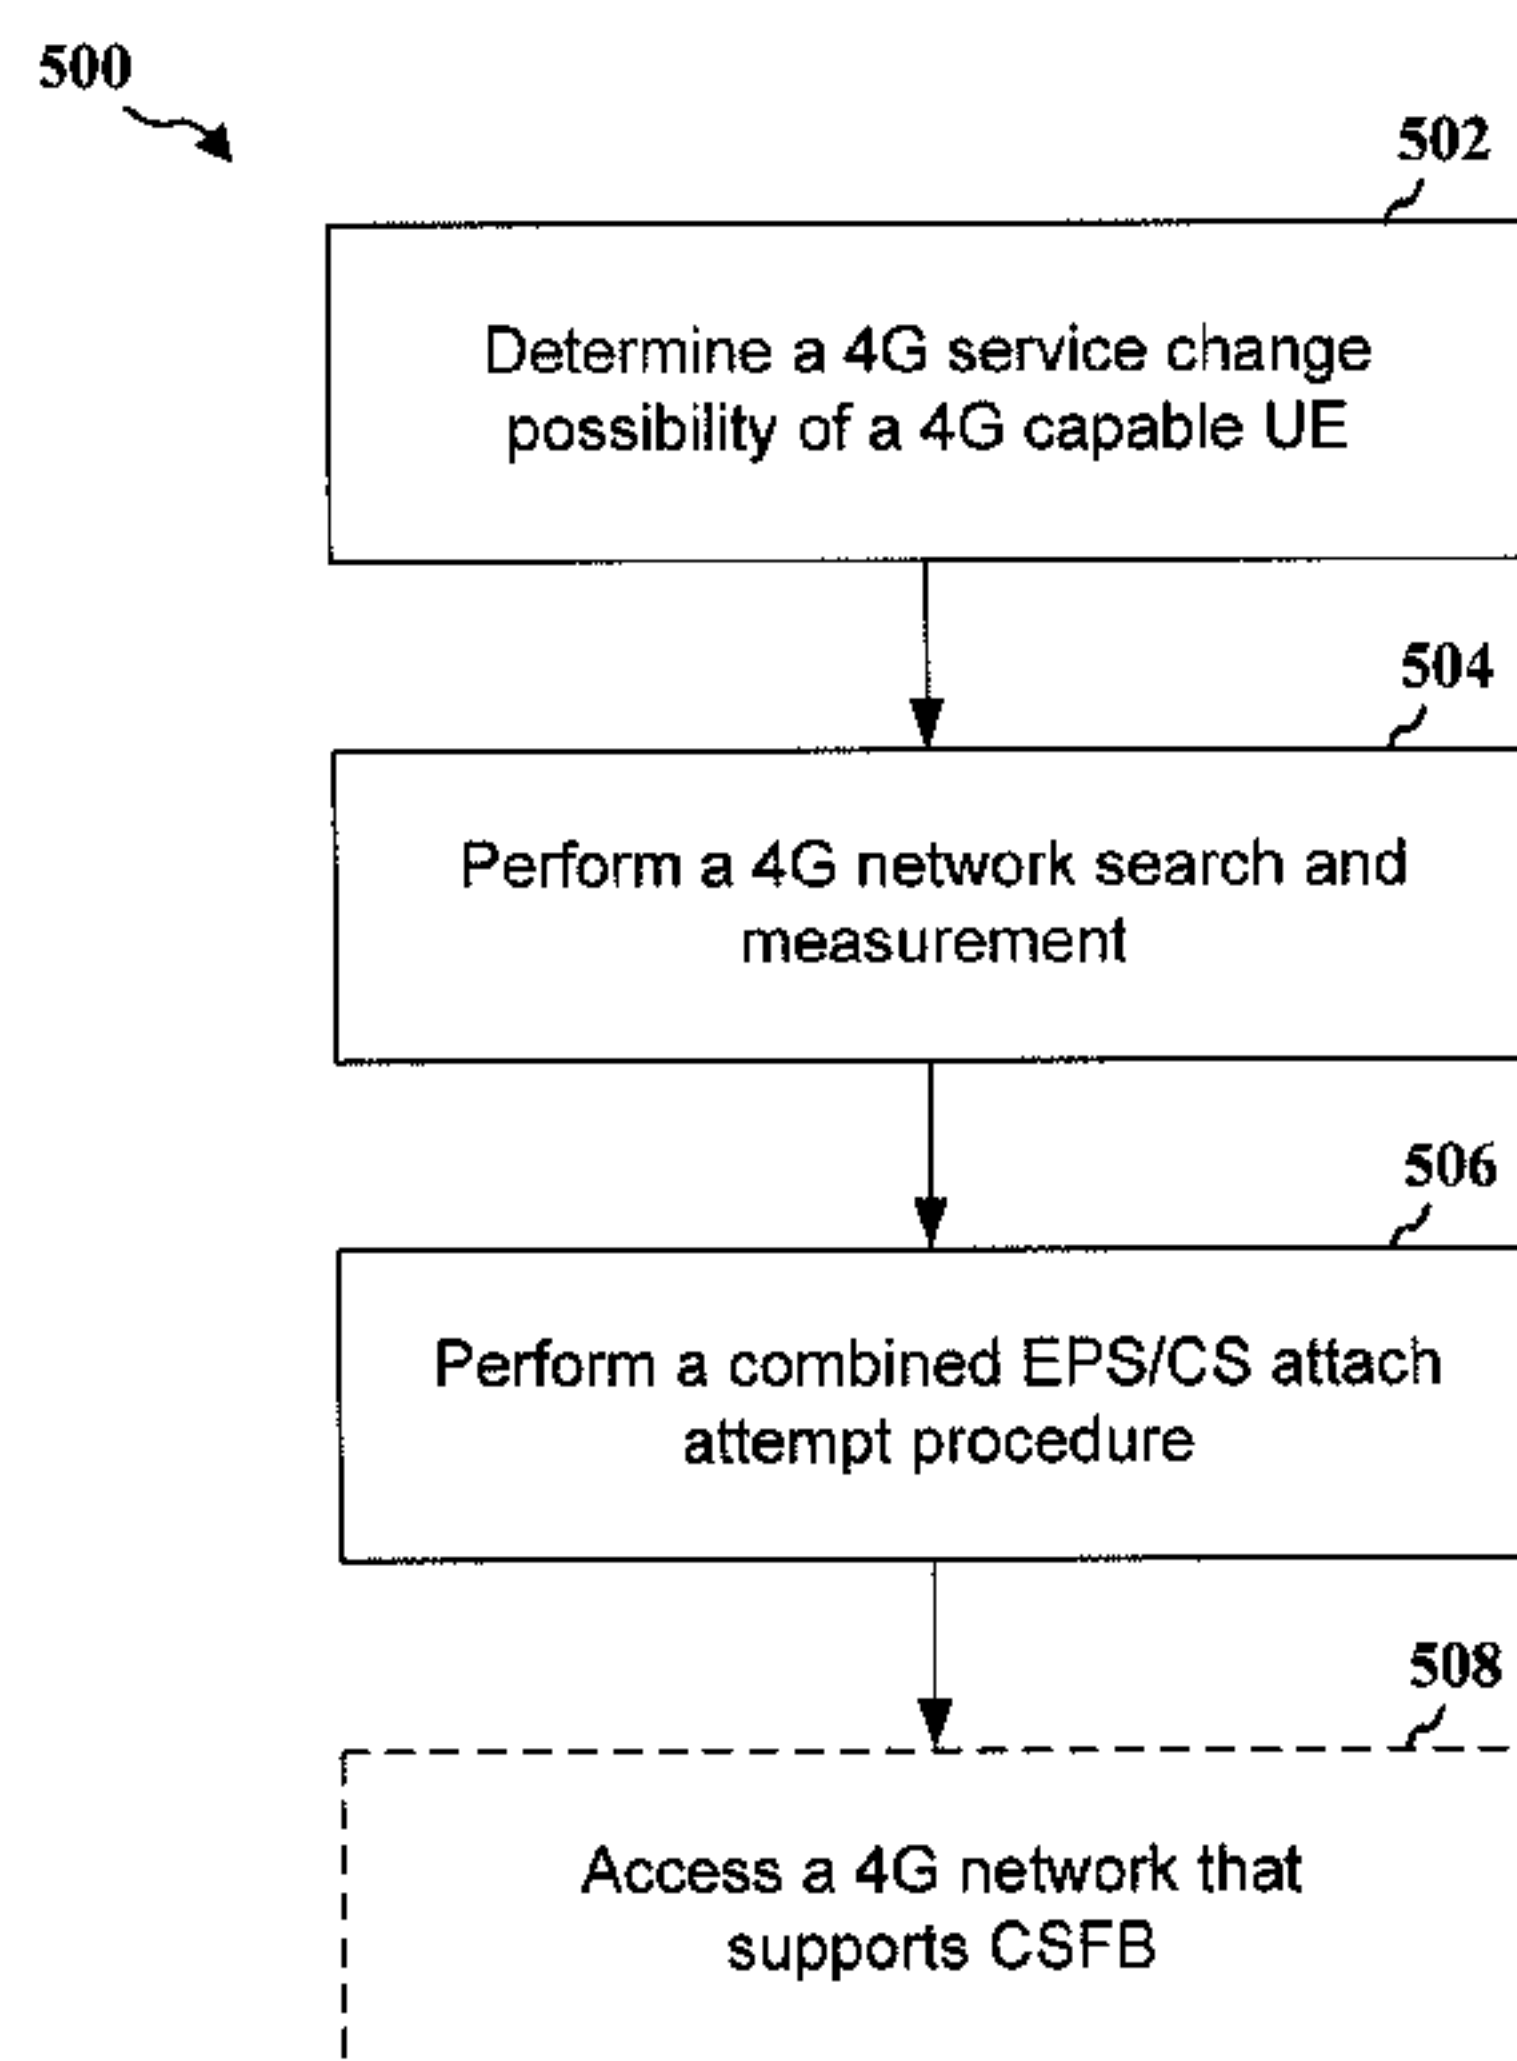 500
502
Determine a 4G service change
possibility of a 4G capable UE
504
Perform a 4G network search and
measurement
506
Perform a combined EPS/CS attach
attempt procedure
508
Access a 4G network that
supports CSFB